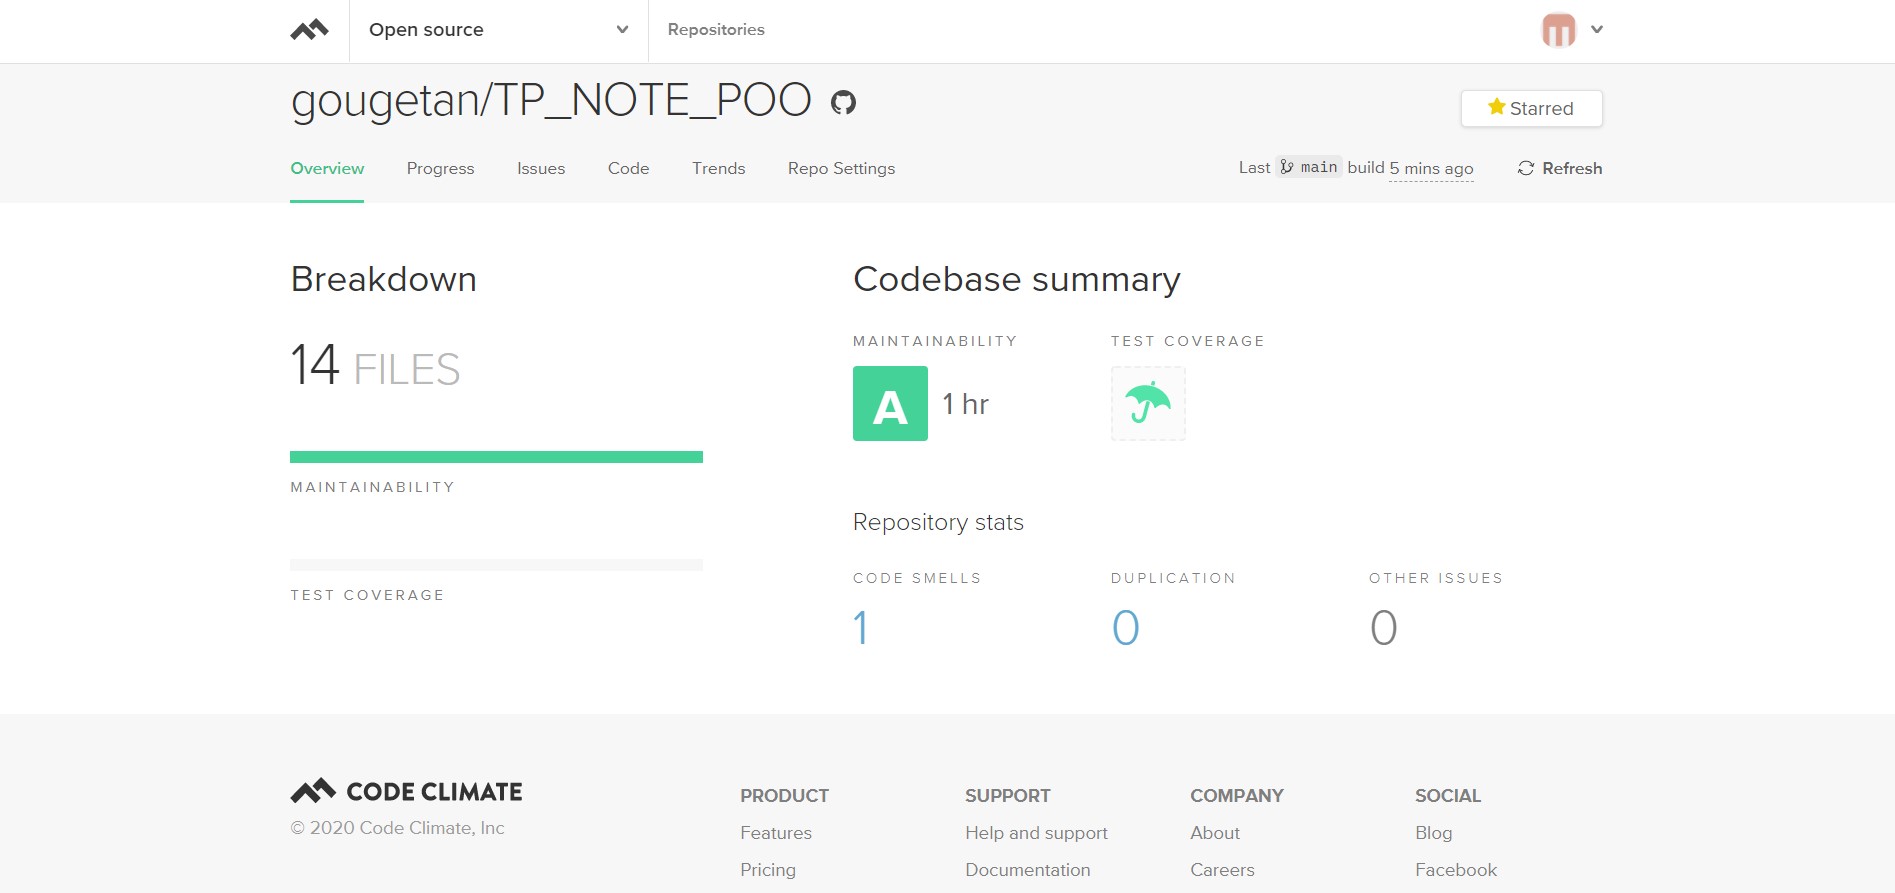 Open source
Repositories
gougetan/TP_NOTE_POO
Starred
Overview Progress Issues Code Trends Repo Settings
Last main build 5 mins ago Refresh
Breakdown
14 FILES
MAINTAINABILITY
TEST COVERAGE
Codebase summary
MAINTAINABILITY
A 1 hr
TEST COVERAGE
Repository stats
CODE SMELLS
1
DUPLICATION
0
OTHER ISSUES
0
CODE CLIMATE
© 2020 Code Climate, Inc
PRODUCT
Features
Pricing
SUPPORT
Help and support
Documentation
COMPANY
About
Careers
SOCIAL
Blog
Facebook